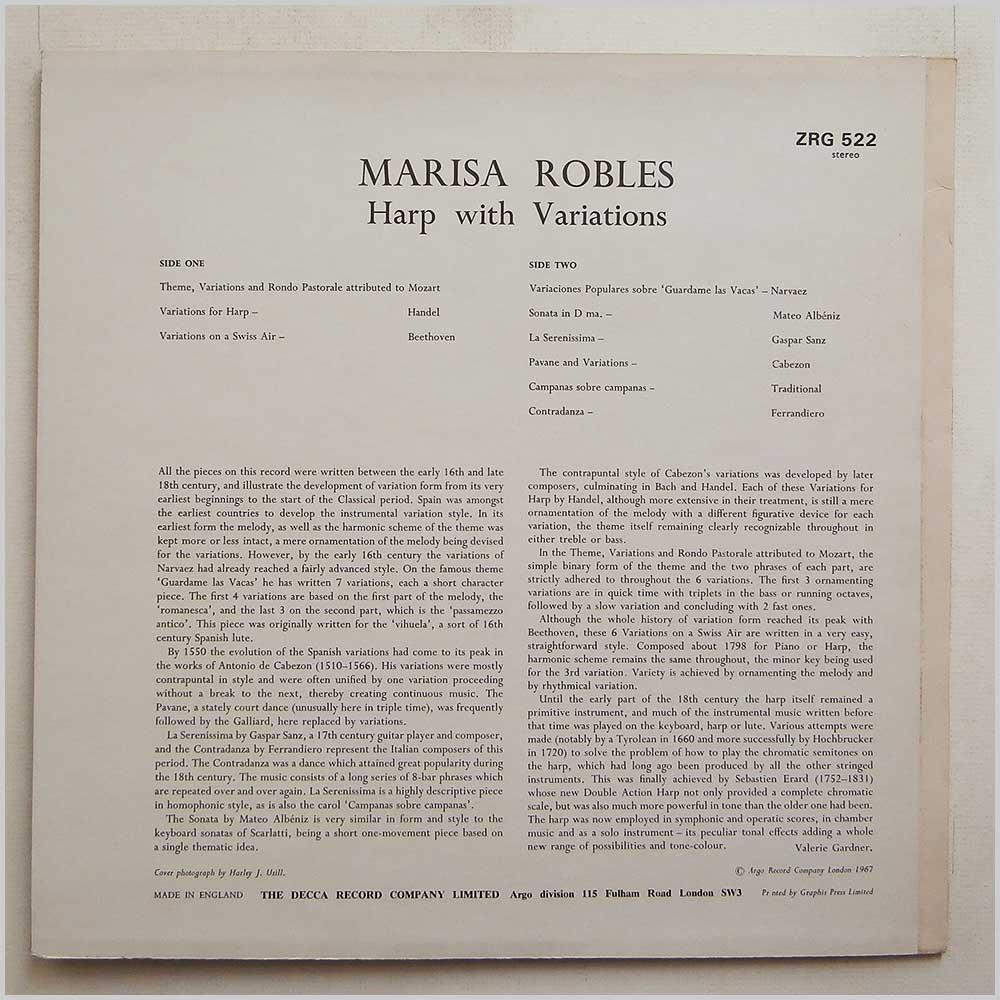 ZRG 522
stereo
MARISA ROBLES
Harp with Variations
SIDE ONE
Theme, Variations and Rondo Pastorale attributed to Mozart
Variations for Harp – Handel
Variations on a Swiss Air – Beethoven
SIDE TWO
Variaciones Populares sobre ‘Guardame las Vacas’ – Narvaez
Sonata in D ma. – Mateo Albéniz
La Serenissima – Gaspar Sanz
Pavane and Variations – Cabezon
Campanas sobre campanas – Traditional
Contradanza – Ferrandiero
All the pieces on this record were written between the early 16th and late
18th century, and illustrate the development of variation form from its very
earliest beginnings to the start of the Classical period. Spain was amongst
the earliest countries to develop the instrumental variation style. In its
earliest form the melody, as well as the harmonic scheme of the theme was
kept more or less intact, a mere ornamentation of the melody being devised
for the variations. However, by the early 16th century the variations of
Narvaez had already reached a fairly advanced style. On the famous theme
‘Guardame las Vacas’ he has written 7 variations, each a short character
piece. The first 4 variations are based on the first part of the melody, the
‘romanesca’, and the last 3 on the second part, which is the ‘passamezzo
antico’. This piece was originally written for the ‘vihuela’, a sort of 16th
century Spanish lute.
By 1550 the evolution of the Spanish variations had come to its peak in
the works of Antonio de Cabezon (1510–1566). His variations were mostly
contrapuntal in style and were often unified by one variation proceeding
without a break to the next, thereby creating continuous music. The
Pavane, a stately court dance (unusually here in triple time), was frequently
followed by the Galliard, here replaced by variations.
La Serenissima by Gaspar Sanz, a 17th century guitar player and composer,
and the Contradanza by Ferrandiero represent the Italian composers of this
period. The Contradanza was a dance which attained great popularity during
the 18th century. The music consists of a long series of 8-bar phrases which
are repeated over and over again. La Serenissima is a highly descriptive piece
in homophonic style, as is also the carol ‘Campanas sobre campanas’.
The Sonata by Mateo Albéniz is very similar in form and style to the
keyboard sonatas of Scarlatti, being a short one-movement piece based on
a single thematic idea.
The contrapuntal style of Cabezon’s variations was developed by later
composers, culminating in Bach and Handel. Each of these Variations for
Harp by Handel, although more extensive in their treatment, is still a mere
ornamentation of the melody with a different figurative device for each
variation, the theme itself remaining clearly recognizable throughout in
either treble or bass.
In the Theme, Variations and Rondo Pastorale attributed to Mozart, the
simple binary form of the theme and the two phrases of each part, are
strictly adhered to throughout the 6 variations. The first 3 ornamenting
variations are in quick time with triplets in the bass or running octaves,
followed by a slow variation and concluding with 2 fast ones.
Although the whole history of variation form reached its peak with
Beethoven, these 6 Variations on a Swiss Air are written in a very easy,
straightforward style. Composed about 1798 for Piano or Harp, the
harmonic scheme remains the same throughout, the minor key being used
for the 3rd variation. Variety is achieved by ornamenting the melody and
by rhythmical variation.
Until the early part of the 18th century the harp itself remained a
primitive instrument, and much of the instrumental music written before
that time was played on the keyboard, harp or lute. Various attempts were
made (notably by a Tyrolean in 1660 and more successfully by Hochbrucker
in 1720) to solve the problem of how to play the chromatic semitones on
the harp, which had long ago been produced by all the other stringed
instruments. This was finally achieved by Sebastien Erard (1752–1831)
whose new Double Action Harp not only provided a complete chromatic
scale, but was also much more powerful in tone than the older one had been.
The harp was now employed in symphonic and operatic scores, in chamber
music and as a solo instrument – its peculiar tonal effects adding a whole
new range of possibilities and tone-colour. Valerie Gardner.
Cover photograph by Harley J. Usill.
© Argo Record Company London 1967
MADE IN ENGLAND THE DECCA RECORD COMPANY LIMITED Argo division 115 Fulham Road London SW3 Pr nted by Graphis Press Limited